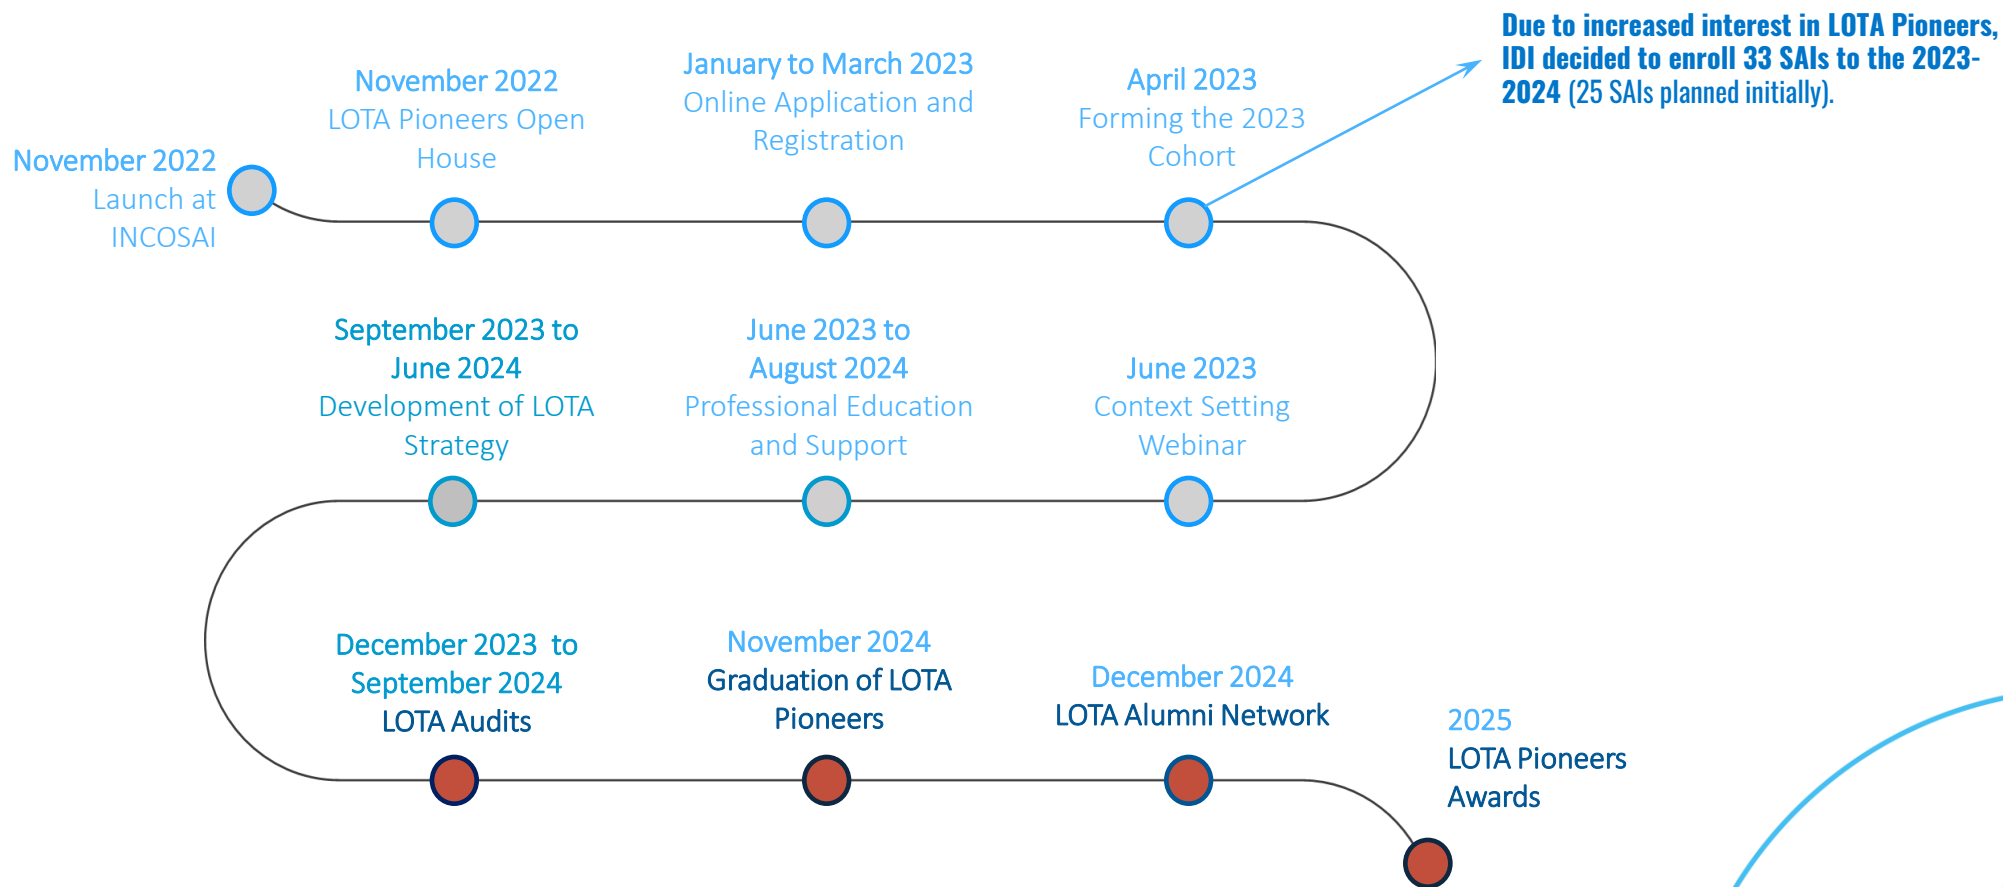 November 2022
Launch at
INCOSAI
November 2022
LOTA Pioneers Open
House
January to March 2023
Online Application and
Registration
April 2023
Forming the 2023
Cohort
Due to increased interest in LOTA Pioneers,
IDI decided to enroll 33 SAIs to the 2023-
2024 (25 SAIs planned initially).
June 2023
Context Setting
Webinar
June 2023 to
August 2024
Professional Education
and Support
September 2023 to
June 2024
Development of LOTA
Strategy
December 2023 to
September 2024
LOTA Audits
November 2024
Graduation of LOTA
Pioneers
December 2024
LOTA Alumni Network
2025
LOTA Pioneers
Awards